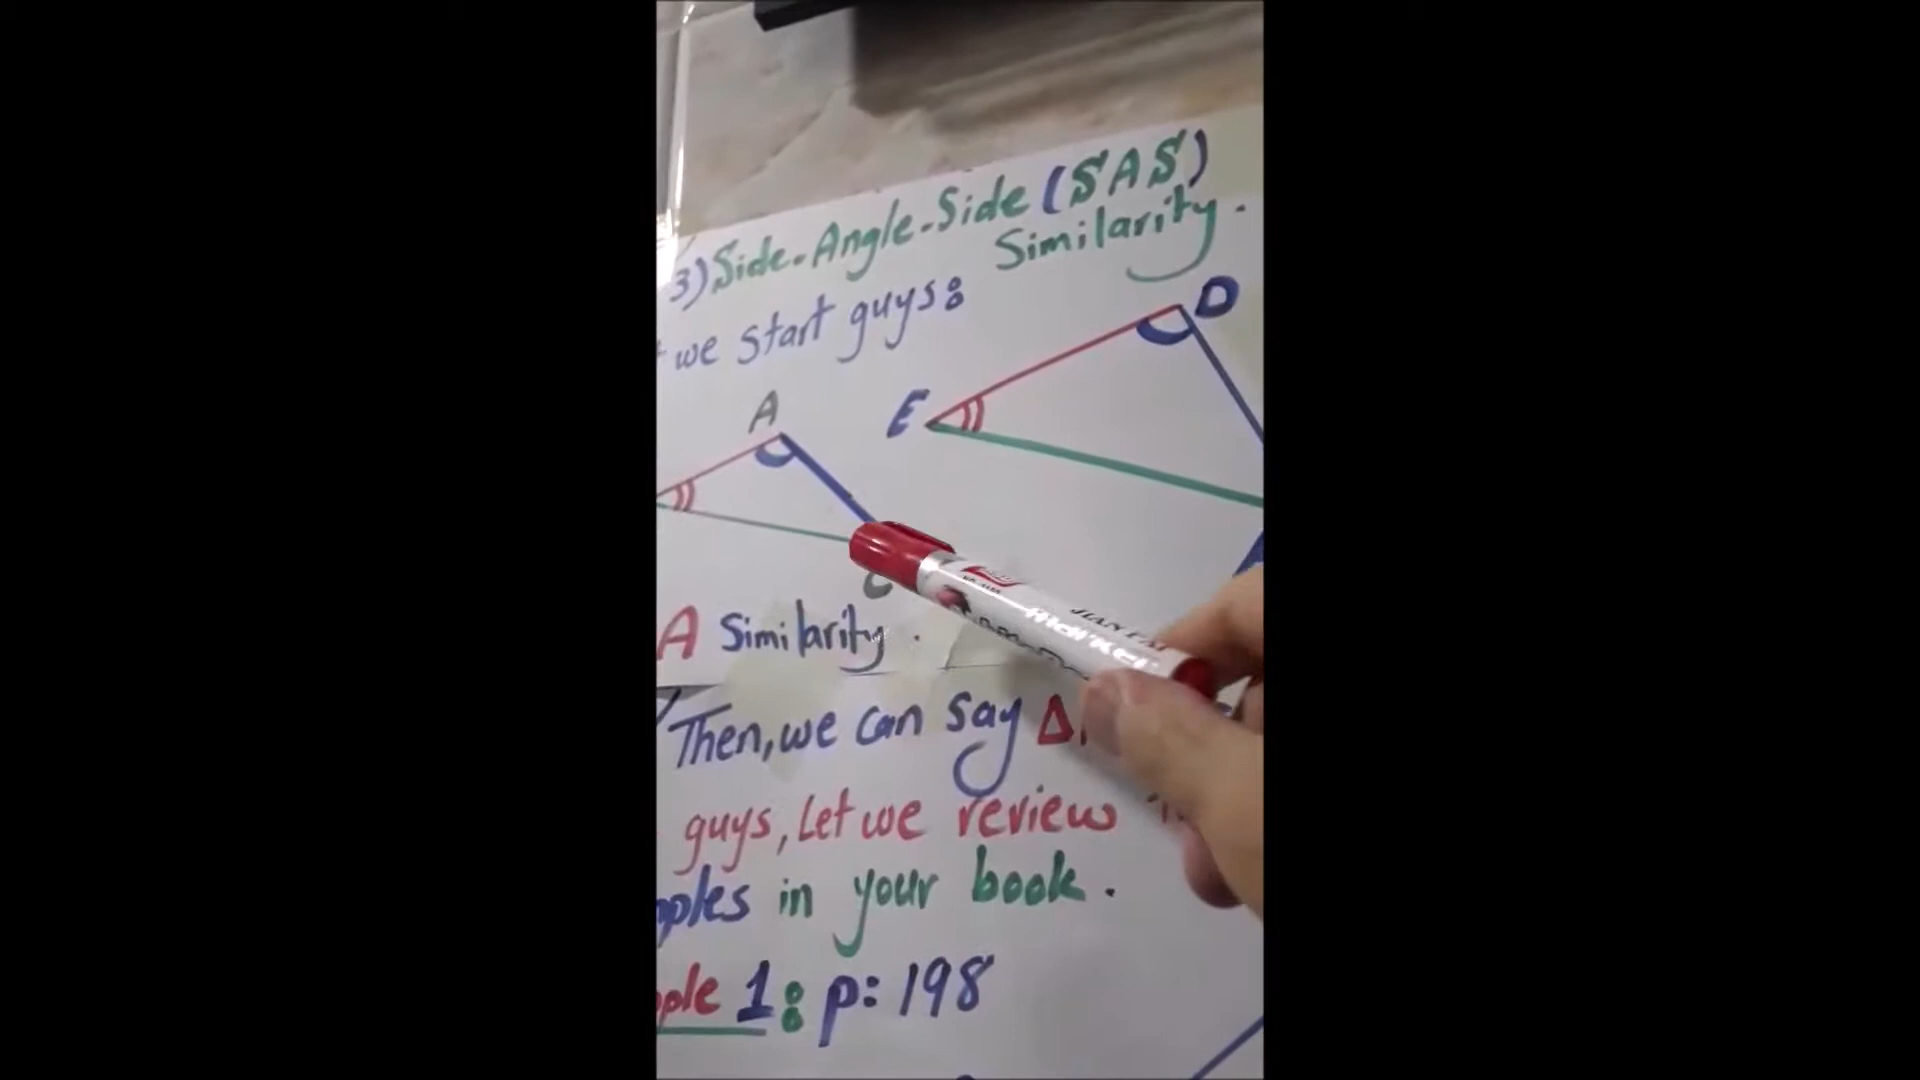 3) Side-Angle-Side (SAS)
Similarity.
we start guys:
D
A
E
C
A Similarity.
Then, we can say Δ
guys, Let we review
ples in your book.
ple 1: p: 198